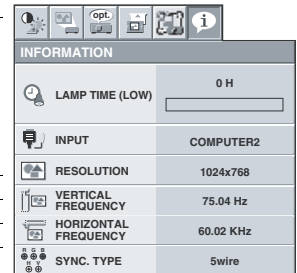 opt.
i
INFORMATION
LAMP TIME (LOW)
0 H
INPUT
COMPUTER2
RESOLUTION
1024x768
VERTICAL
FREQUENCY
75.04 Hz
HORIZONTAL
FREQUENCY
60.02 KHz
R G B
H V
SYNC. TYPE
5wire